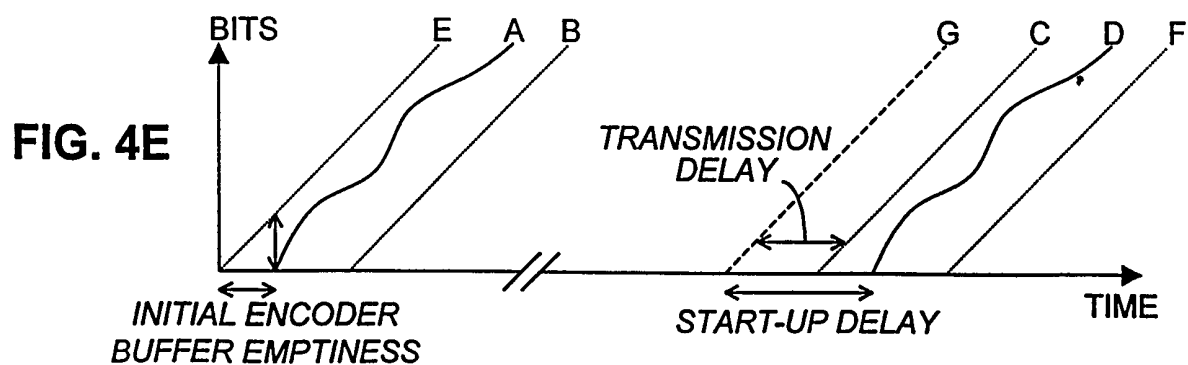 BITS
E
A
B
G
C
D
F
FIG. 4E
TRANSMISSION
DELAY
INITIAL ENCODER
BUFFER EMPTINESS
START-UP DELAY
TIME